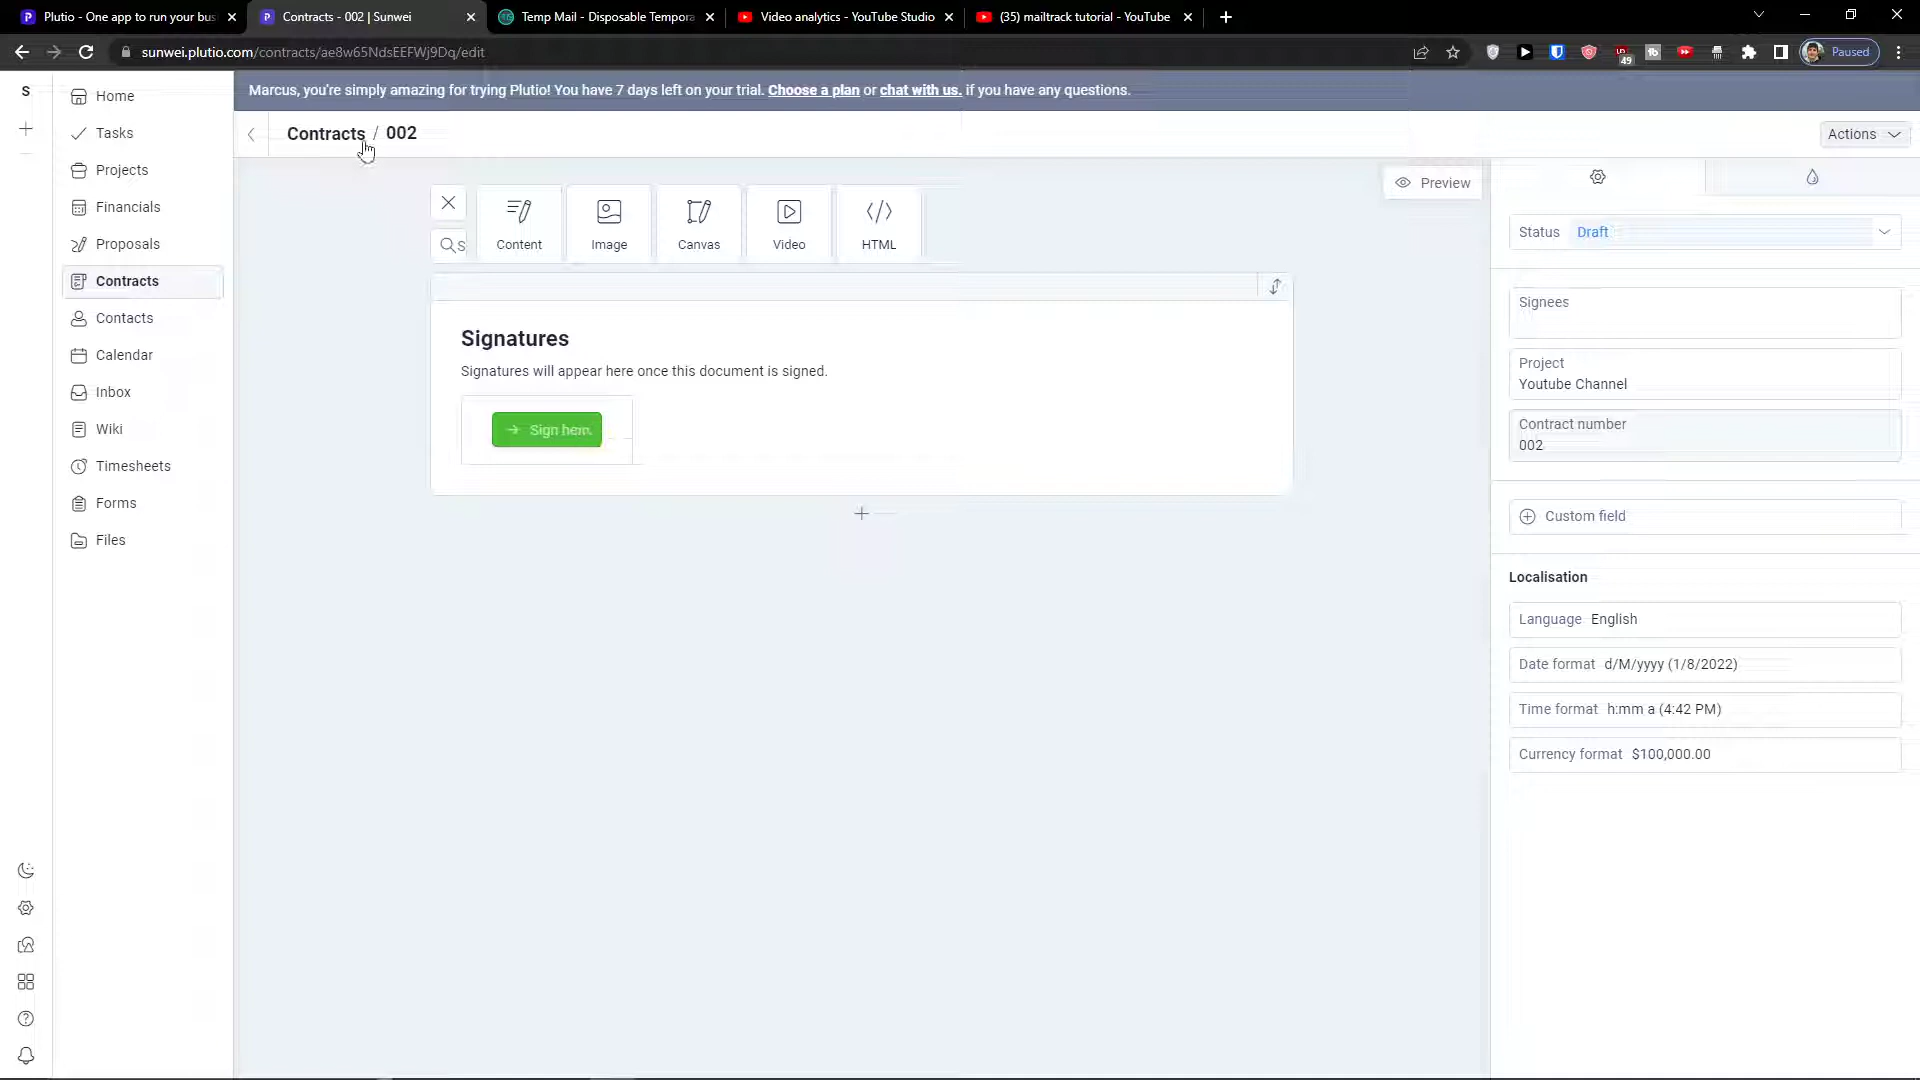 Plutio - One app to run your bus
Contracts - 002 | Sunwei
Temp Mail - Disposable Tempora
Video analytics - YouTube Studio
(35) mailtrack tutorial - YouTube
sunwei.plutio.com/contracts/ae8w65NdsEEFWj9Dq/edit
49
Paused
S
Marcus, you're simply amazing for trying Plutio! You have 7 days left on your trial. Choose a plan or chat with us. if you have any questions.
Home
Tasks
Projects
Financials
Proposals
Contracts
Contacts
Calendar
Inbox
Wiki
Timesheets
Forms
Files
Contracts / 002
Actions
Preview
S
Content
Image
Canvas
Video
HTML
Signatures
Signatures will appear here once this document is signed.
Sign here.
Status Draft
Signees
Project
Youtube Channel
Contract number
002
Custom field
Localisation
Language English
Date format d/M/yyyy (1/8/2022)
Time format h:mm a (4:42 PM)
Currency format $100,000.00